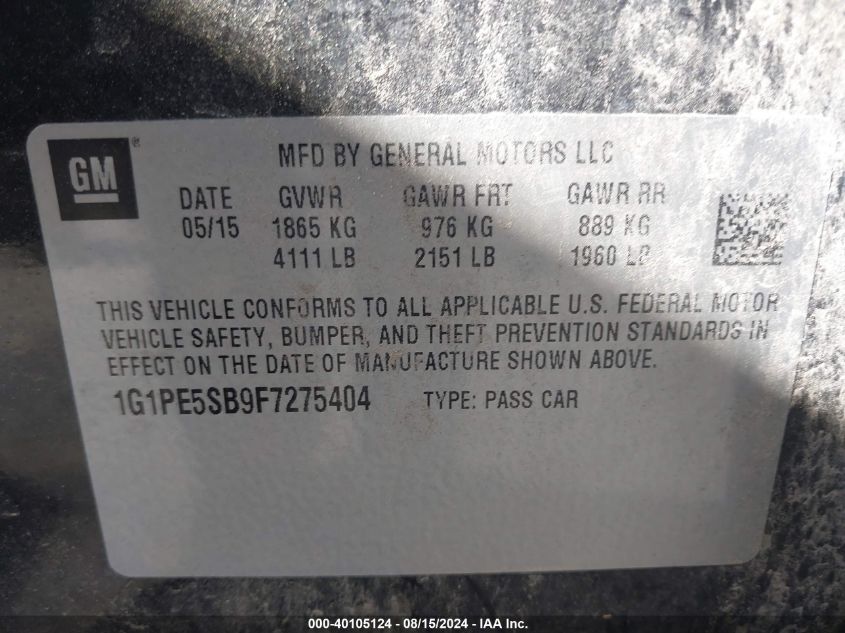 GM ®
MFD BY GENERAL MOTORS LLC
DATE GVWR GAWR FRT GAWR RR
05/15 1865 KG 976 KG 889 KG
4111 LB 2151 LB 1960 LB
THIS VEHICLE CONFORMS TO ALL APPLICABLE U.S. FEDERAL MOTOR
VEHICLE SAFETY, BUMPER, AND THEFT PREVENTION STANDARDS IN
EFFECT ON THE DATE OF MANUFACTURE SHOWN ABOVE.
1G1PE5SB9F7275404 TYPE: PASS CAR
000-40105124 - 08/15/2024 - IAA Inc.